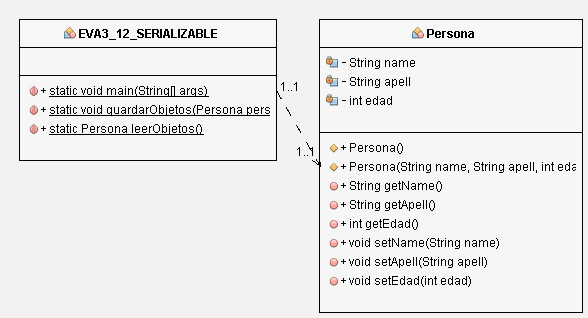 EVA3_12_SERIALIZABLE
+ static void main(String[] args)
+ static void guardarObjetos(Persona pers
+ static Persona leerObjetos()
1..1
1..1
Persona
- String name
- String apell
- int edad
+ Persona()
+ Persona(String name, String apell, int eda
+ String getName()
+ String getApell()
+ int getEdad()
+ void setName(String name)
+ void setApell(String apell)
+ void setEdad(int edad)